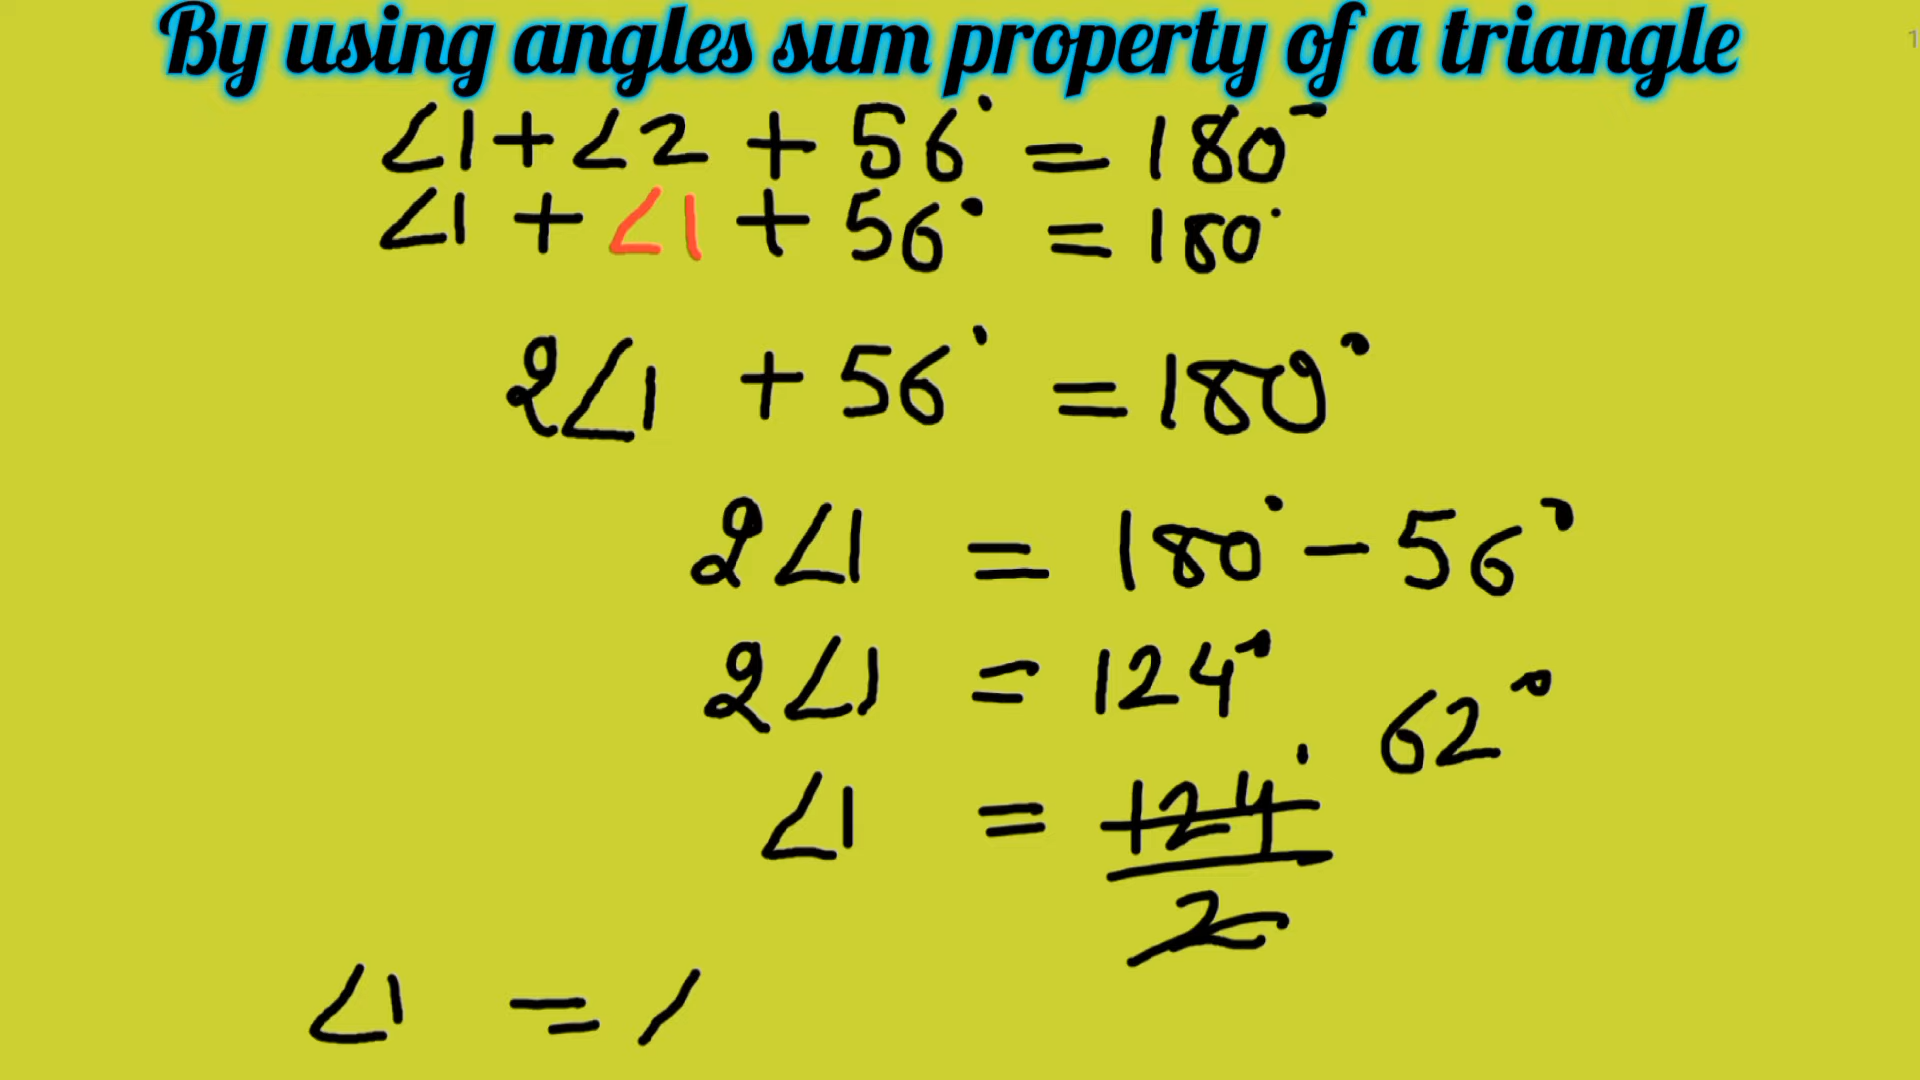 By using angles sum property of a triangle
1
∠1+∠2 + 56° = 180°
∠1 + ∠1 + 56° = 180°
2∠1 + 56° = 180°
2∠1 = 180° - 56°
2∠1 = 124°
62°
∠1 = 124°/2
∠1 = ∕